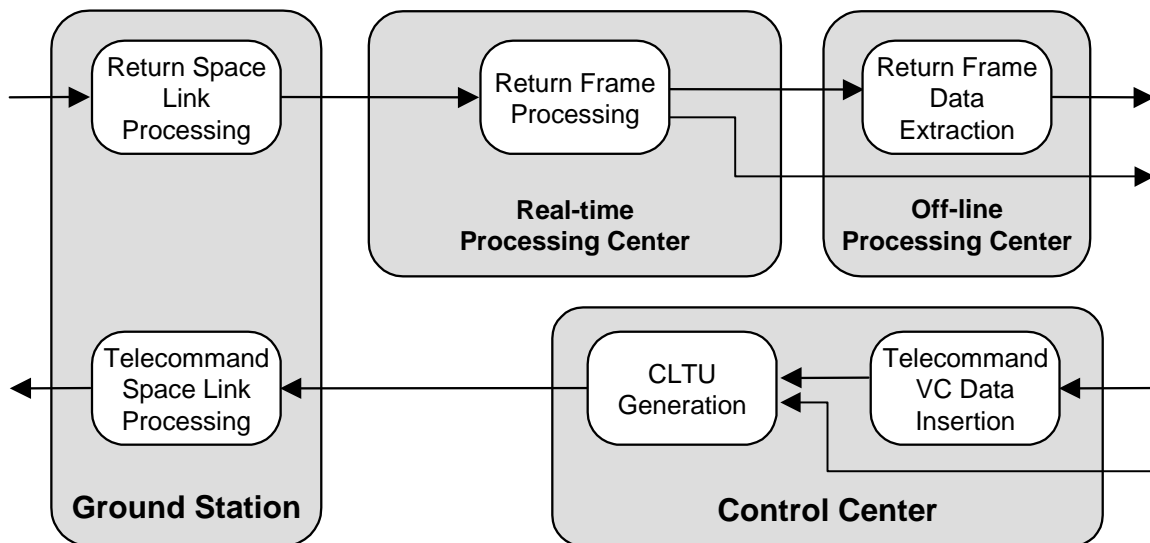 Return Space
Link
Processing
Return Frame
Processing
Return Frame
Data
Extraction
Real-time
Processing Center
Off-line
Processing Center
Telecommand
Space Link
Processing
CLTU
Generation
Telecommand
VC Data
Insertion
Ground Station
Control Center